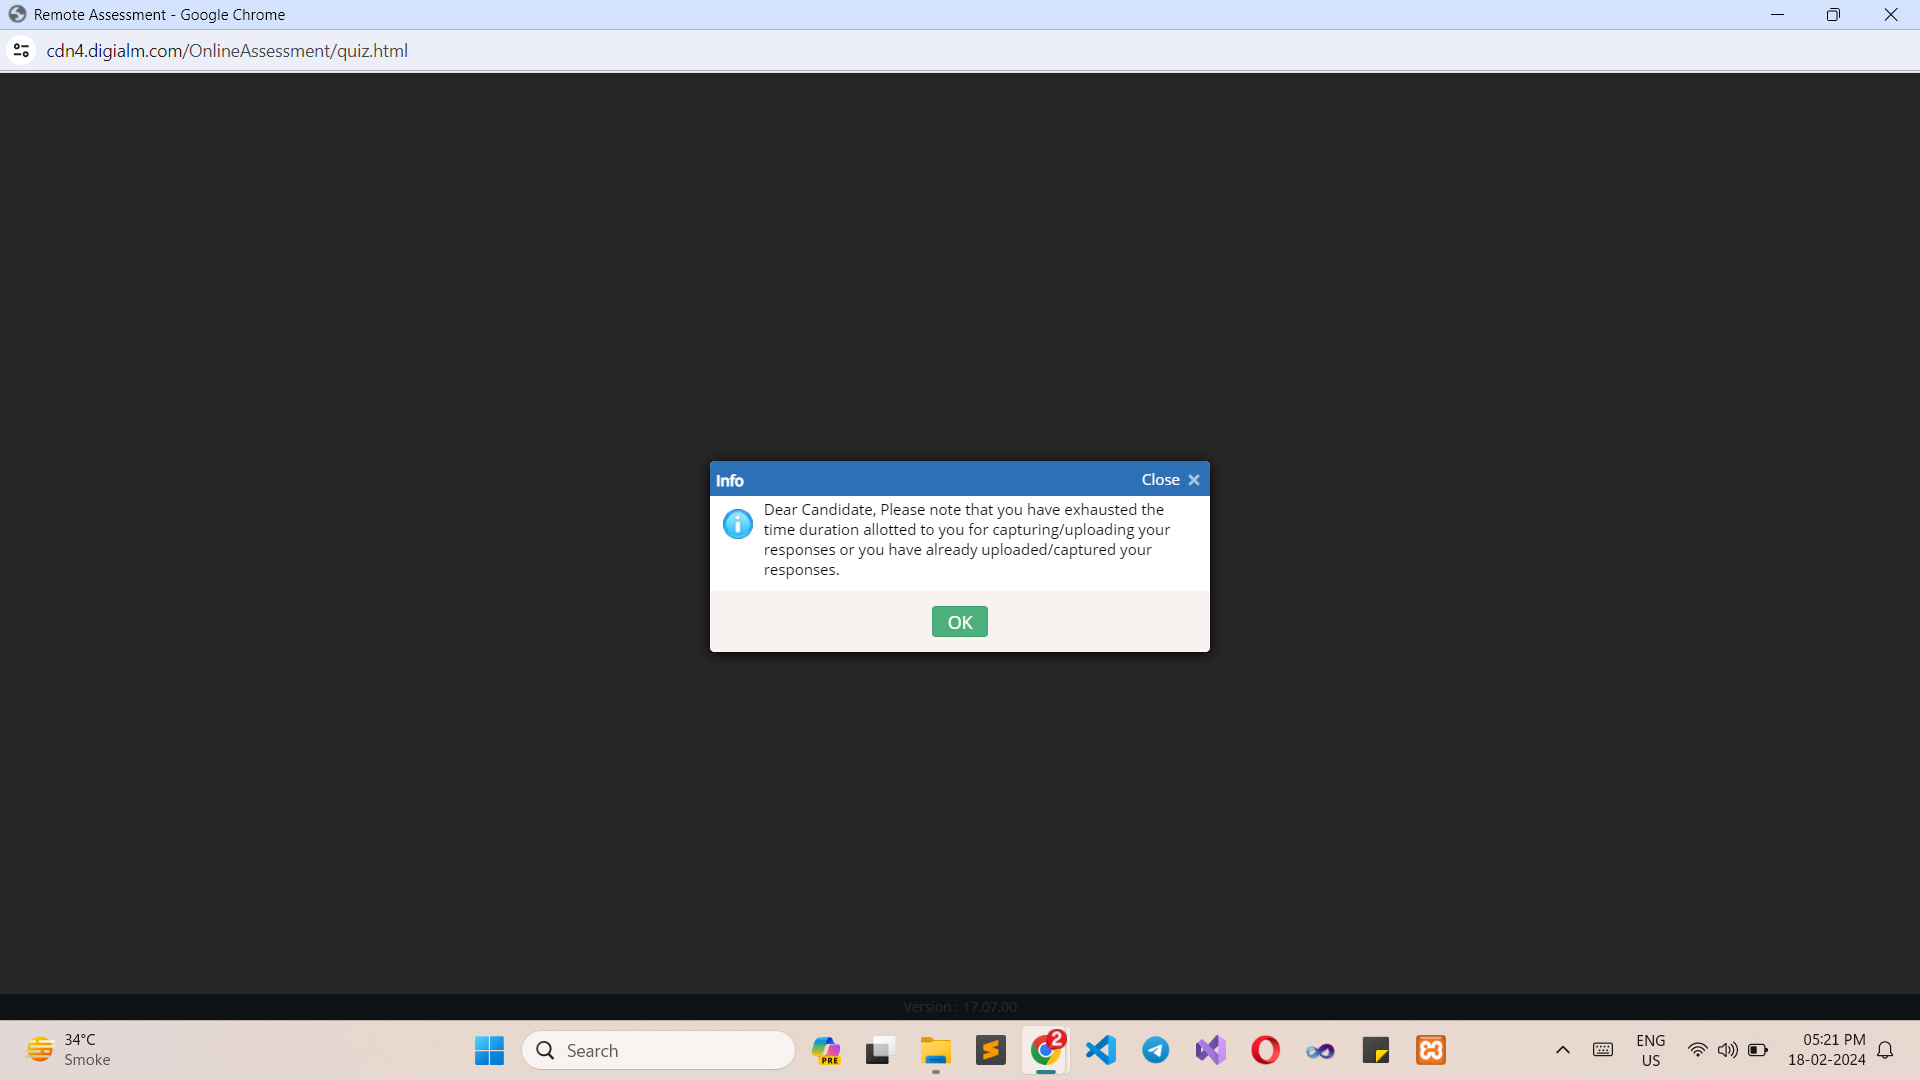 Remote Assessment - Google Chrome
cdn4.digialm.com/OnlineAssessment/quiz.html
Info
Close
Dear Candidate, Please note that you have exhausted the
time duration allotted to you for capturing/uploading your
responses or you have already uploaded/captured your
responses.
OK
Version : 17.07.00
34°C
Smoke
Search
PRE
2
ENG
US
05:21 PM
18-02-2024